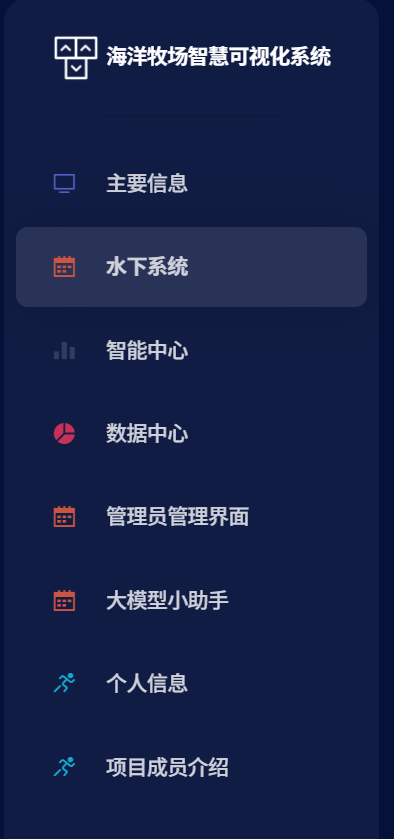 海洋牧场智慧可视化系统
主要信息
水下系统
智能中心
数据中心
管理员管理界面
大模型小助手
个人信息
项目成员介绍